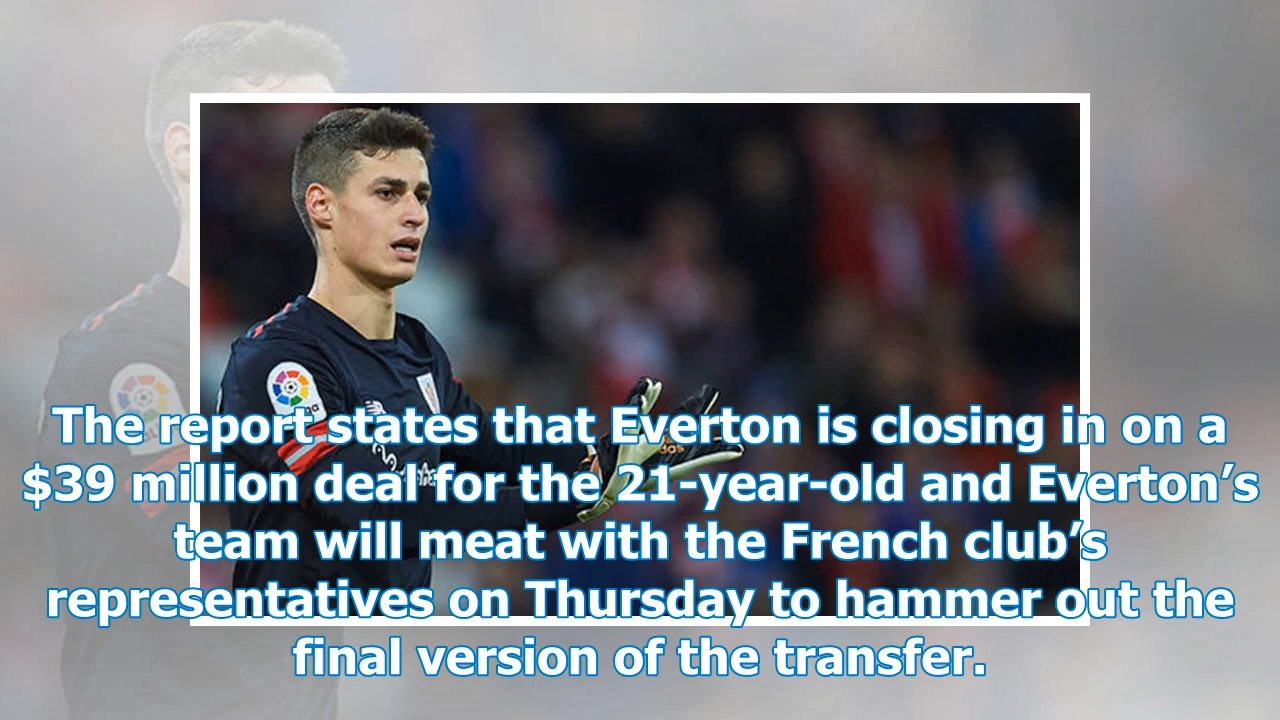 The report states that Everton is closing in on a
$39 million deal for the 21-year-old and Everton’s
team will meat with the French club’s
representatives on Thursday to hammer out the
final version of the transfer.